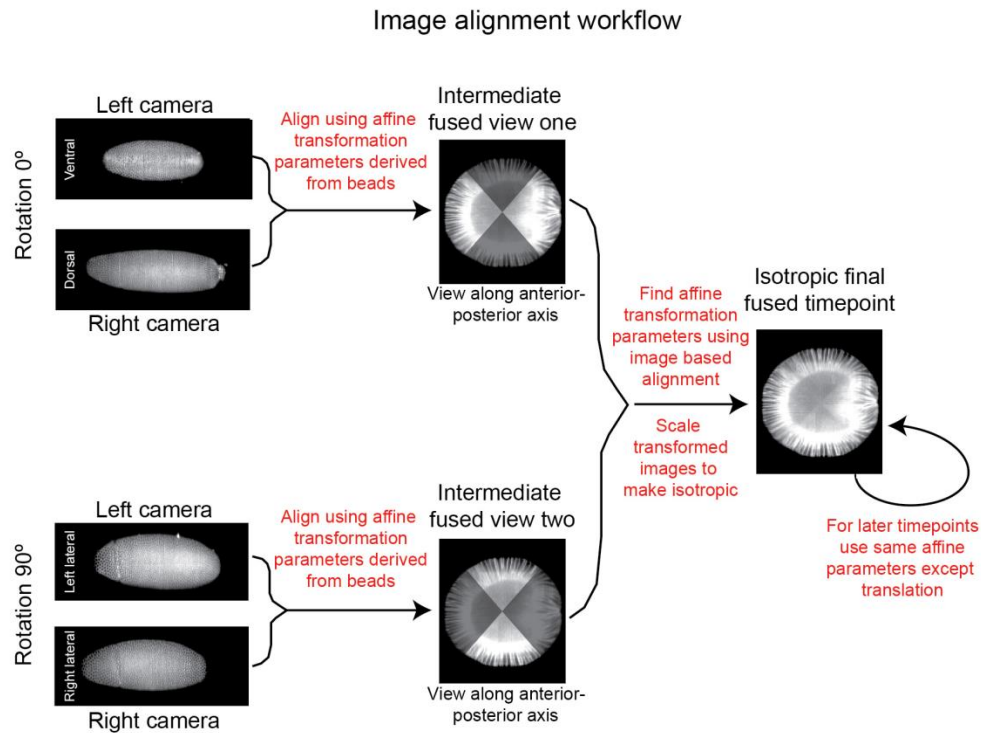 Image alignment workflow
Rotation 0º
Left camera
Ventral
Dorsal
Right camera
Align using affine
transformation
parameters derived
from beads
Intermediate
fused view one
View along anterior-
posterior axis
Rotation 90º
Left camera
Left lateral
Right lateral
Right camera
Align using affine
transformation
parameters derived
from beads
Intermediate
fused view two
View along anterior-
posterior axis
Find affine
transformation
parameters using
image based
alignment
Scale
transformed
images to
make isotropic
Isotropic final
fused timepoint
For later timepoints
use same affine
parameters except
translation